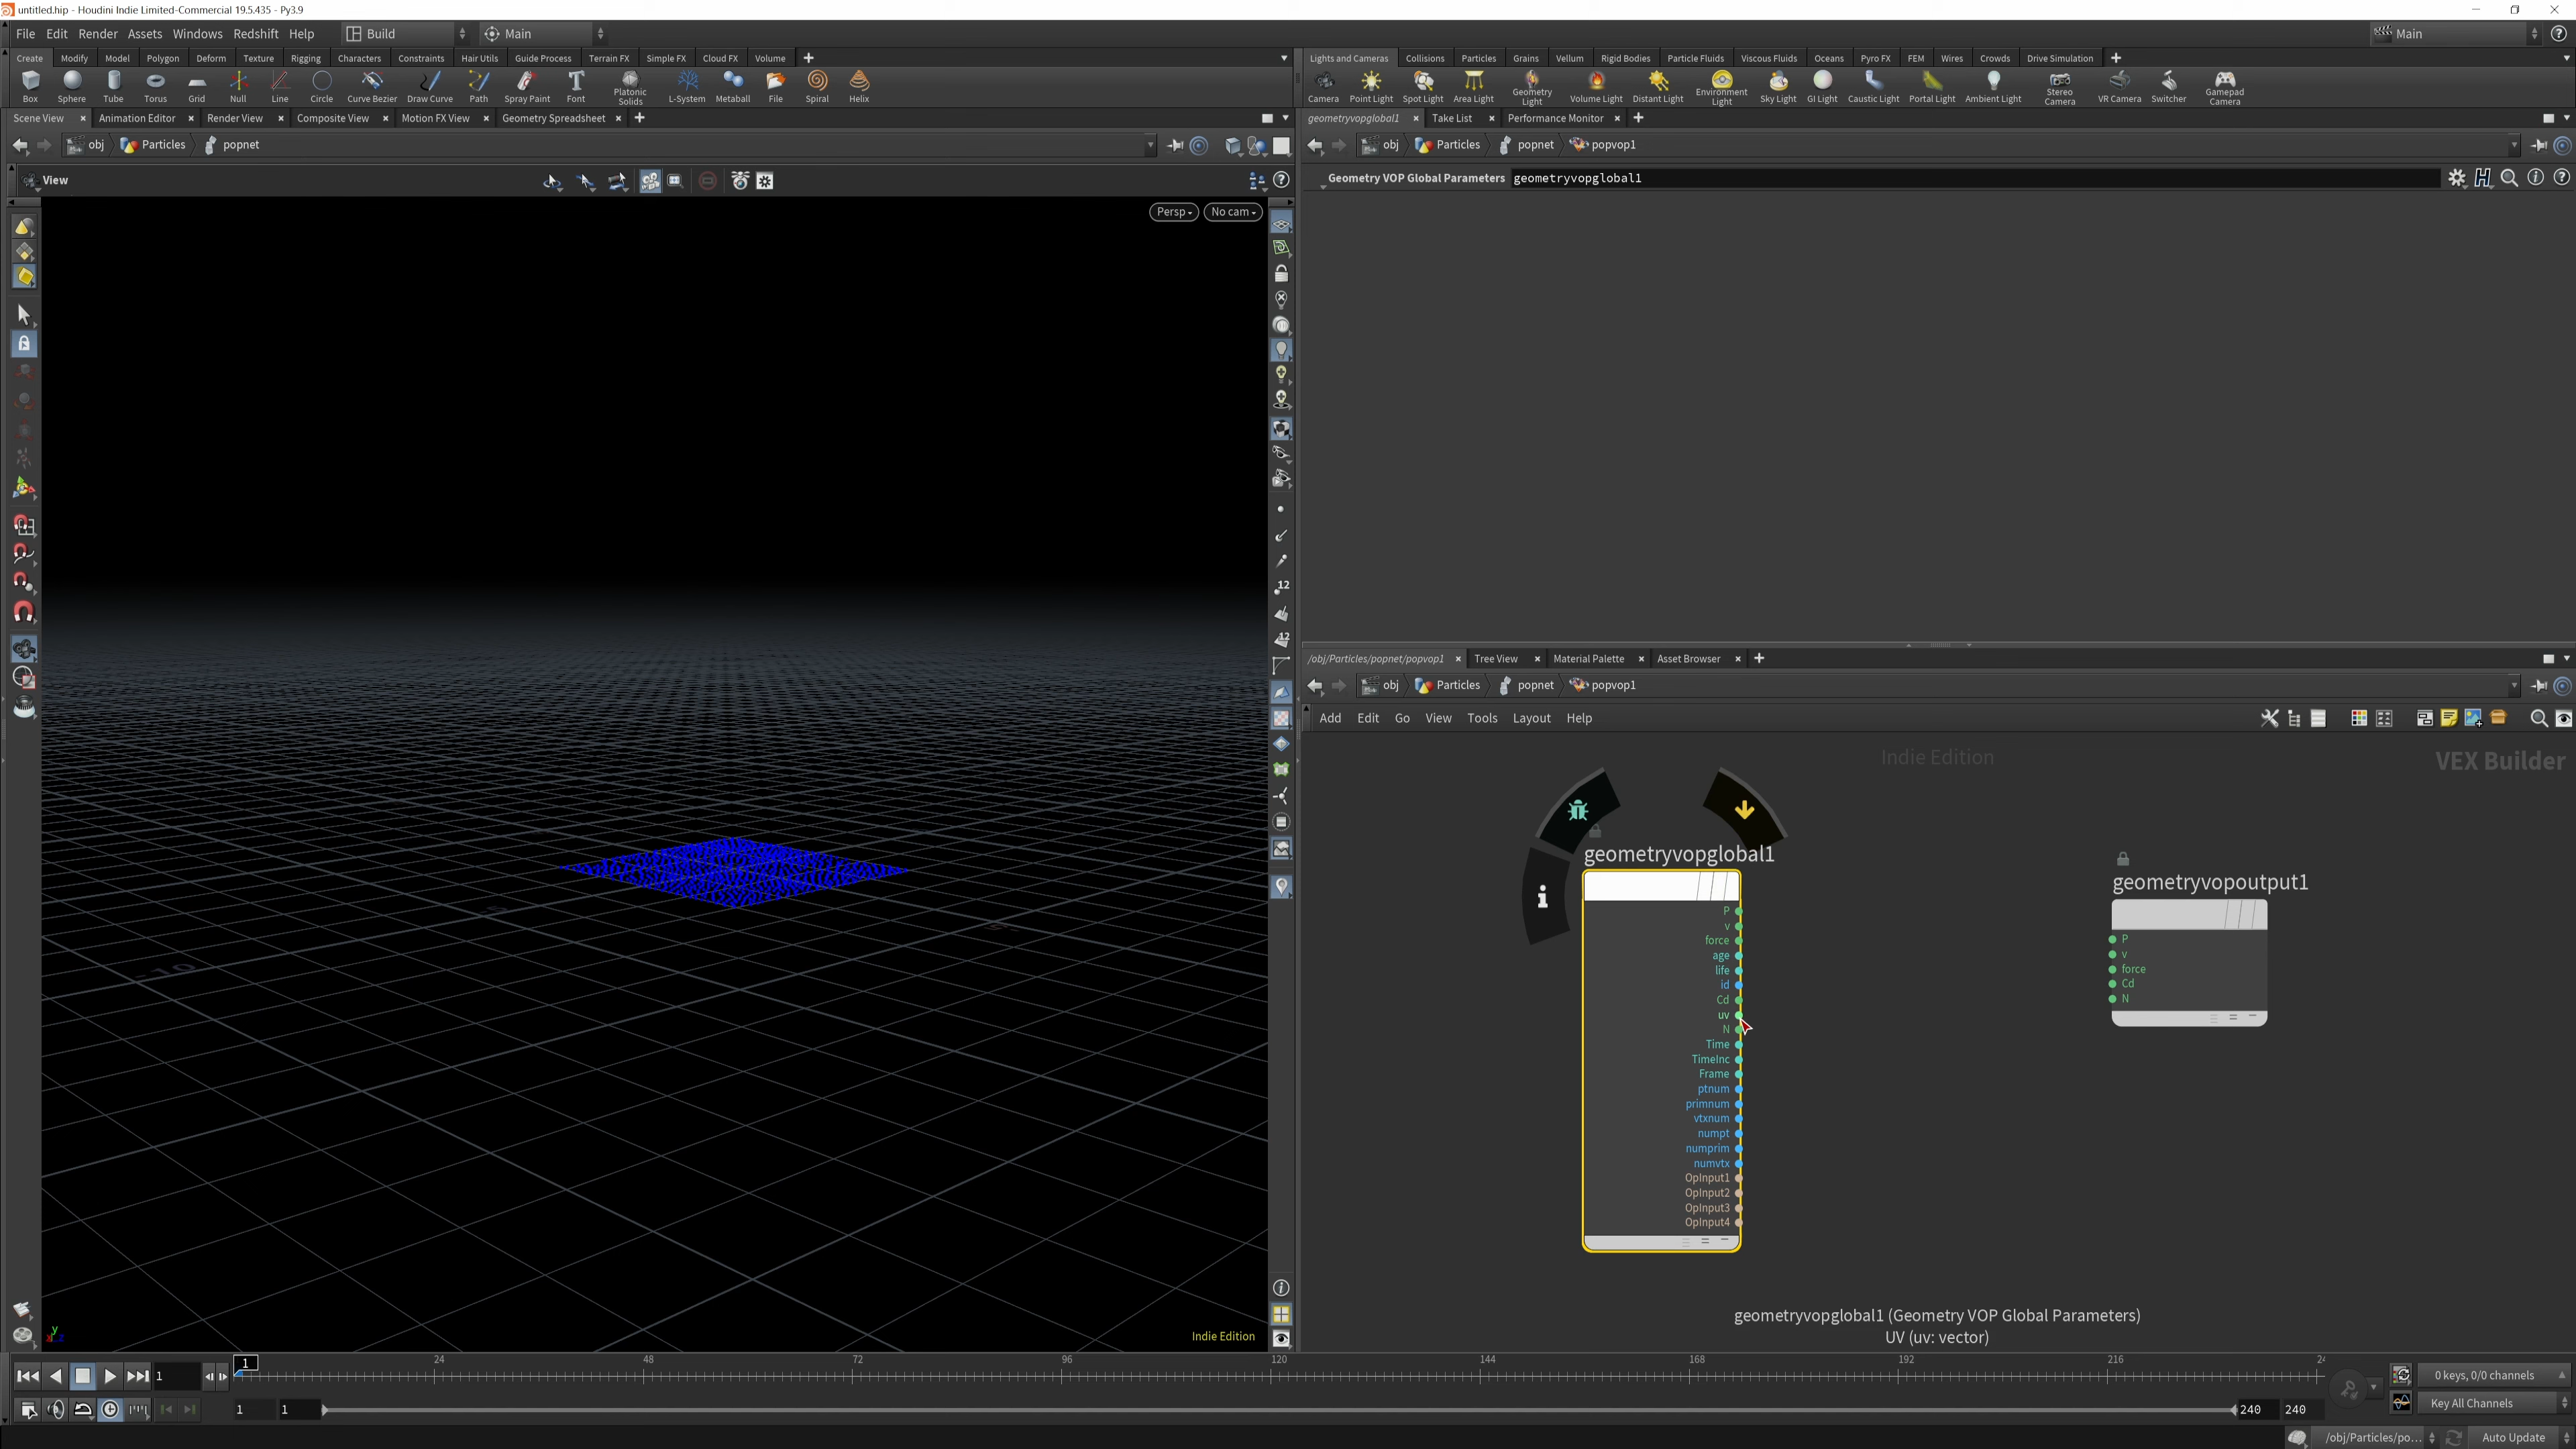 untitled.hip - Houdini Indie Limited-Commercial 19.5.435 - Py3.9
File Edit Render Assets Windows Redshift Help Build Main Main
Create Modify Model Polygon Deform Texture Rigging Characters Constraints Hair Utils Guide Process Terrain FX Simple FX Cloud FX Volume
Lights and Cameras Collisions Particles Grains Vellum Rigid Bodies Particle Fluids Viscous Fluids Oceans Pyro FX FEM Wires Crowds Drive Simulation
Box Sphere Tube Torus Grid Null Line Circle Curve Bezier Draw Curve Path Spray Paint Font Platonic Solids L-System Metaball File Spiral Helix
Camera Point Light Spot Light Area Light Geometry Light Volume Light Distant Light Environment Light Sky Light GI Light Caustic Light Portal Light Ambient Light Stereo Camera VR Camera Switcher Gamepad Camera
Scene View Animation Editor Render View Composite View Motion FX View Geometry Spreadsheet
geometryvopglobal1 Take List Performance Monitor
obj Particles popnet
obj Particles popnet popvop1
View
Geometry VOP Global Parameters geometryvopglobal1
Persp No cam
12
12
/obj/Particles/popnet/popvop1 Tree View Material Palette Asset Browser
obj Particles popnet popvop1
Add Edit Go View Tools Layout Help
Indie Edition
VEX Builder
geometryvopglobal1
P
v
force
age
life
id
Cd
uv
N
Time
TimeInc
Frame
ptnum
primnum
vtxnum
numpt
numprim
numvtx
OpInput1
OpInput2
OpInput3
OpInput4
geometryvopoutput1
P
v
force
Cd
N
geometryvopglobal1 (Geometry VOP Global Parameters)
UV (uv: vector)
-10
y
Indie Edition
1 1 24 48 72 96 120 144 168 192 216 24
0 keys, 0/0 channels
1 1 240 240
Key All Channels
/obj/Particles/po... Auto Update